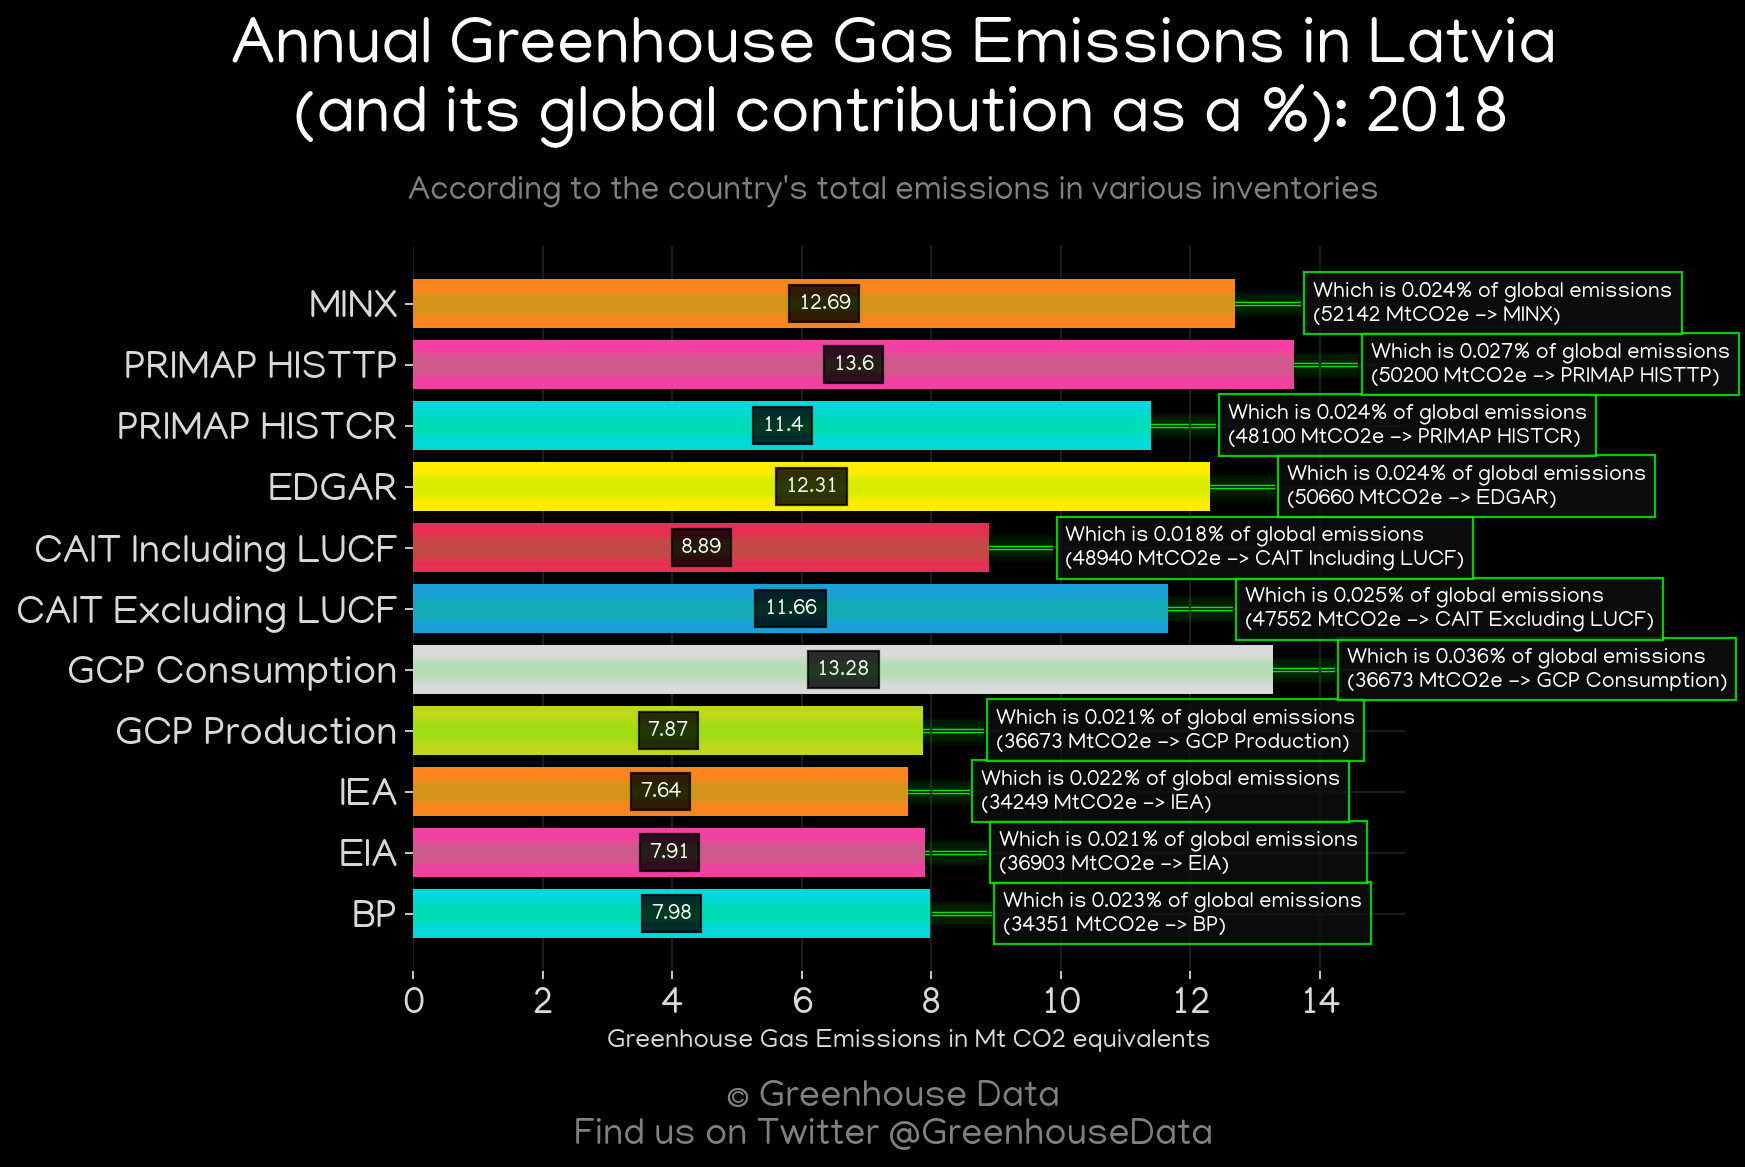 Annual Greenhouse Gas Emissions in Latvia
(and its global contribution as a %): 2018
According to the country's total emissions in various inventories
MINX
12.69
Which is 0.024% of global emissions
(52142 MtCO2e -> MINX)
PRIMAP HISTTP
13.6
Which is 0.027% of global emissions
(50200 MtCO2e -> PRIMAP HISTTP)
PRIMAP HISTCR
11.4
Which is 0.024% of global emissions
(48100 MtCO2e -> PRIMAP HISTCR)
EDGAR
12.31
Which is 0.024% of global emissions
(50660 MtCO2e -> EDGAR)
CAIT Including LUCF
8.89
Which is 0.018% of global emissions
(48940 MtCO2e -> CAIT Including LUCF)
CAIT Excluding LUCF
11.66
Which is 0.025% of global emissions
(47552 MtCO2e -> CAIT Excluding LUCF)
GCP Consumption
13.28
Which is 0.036% of global emissions
(36673 MtCO2e -> GCP Consumption)
GCP Production
7.87
Which is 0.021% of global emissions
(36673 MtCO2e -> GCP Production)
IEA
7.64
Which is 0.022% of global emissions
(34249 MtCO2e -> IEA)
EIA
7.91
Which is 0.021% of global emissions
(36903 MtCO2e -> EIA)
BP
7.98
Which is 0.023% of global emissions
(34351 MtCO2e -> BP)
0 2 4 6 8 10 12 14
Greenhouse Gas Emissions in Mt CO2 equivalents
© Greenhouse Data
Find us on Twitter @GreenhouseData